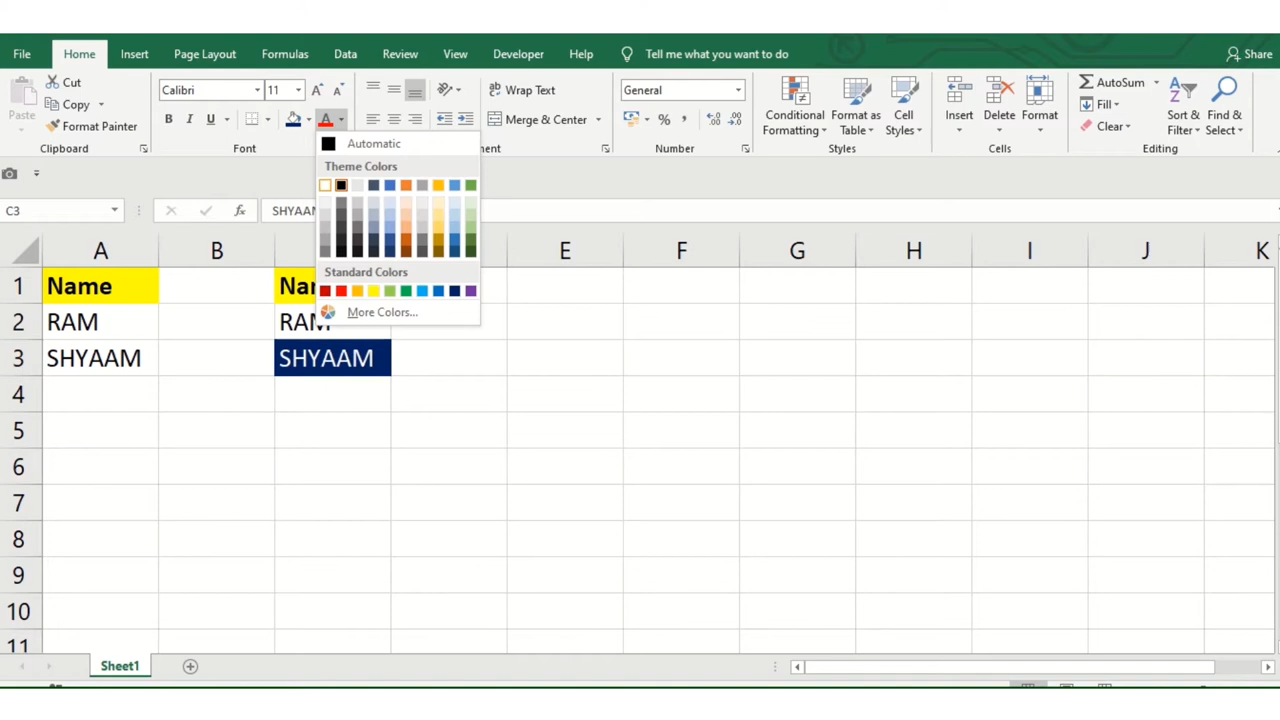 File Home Insert Page Layout Formulas Data Review View Developer Help Tell me what you want to do Share
Cut
Copy
Format Painter
Paste
Clipboard
Calibri 11
B I U
Font
Wrap Text
Merge & Center
nment
General
Number
Conditional Formatting
Format as Table
Cell Styles
Styles
Insert
Delete
Format
Cells
AutoSum
Fill
Clear
Sort & Filter
Find & Select
Editing
Automatic
Theme Colors
Standard Colors
More Colors...
C3 fx SHYAAM
A B E F G H I J K
1 Name Nar
2 RAM RAM
3 SHYAAM SHYAAM
4
5
6
7
8
9
10
11
Sheet1